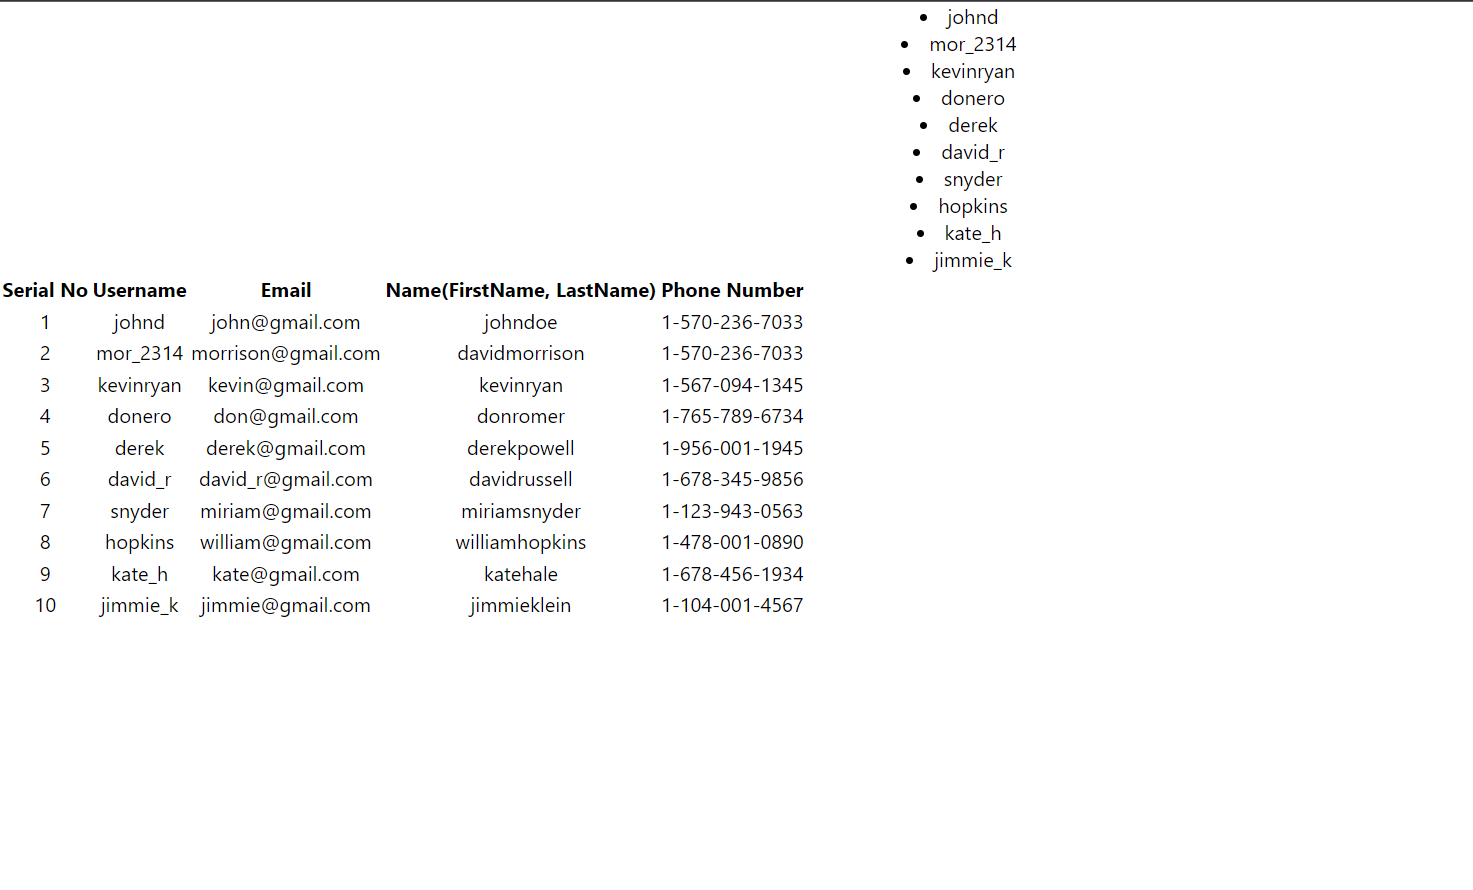 johnd
mor_2314
kevinryan
donero
derek
david_r
snyder
hopkins
kate_h
jimmie_k
Serial No Username Email Name(FirstName, LastName) Phone Number
1 johnd john@gmail.com johndoe 1-570-236-7033
2 mor_2314 morrison@gmail.com davidmorrison 1-570-236-7033
3 kevinryan kevin@gmail.com kevinryan 1-567-094-1345
4 donero don@gmail.com donromer 1-765-789-6734
5 derek derek@gmail.com derekpowell 1-956-001-1945
6 david_r david_r@gmail.com davidrussell 1-678-345-9856
7 snyder miriam@gmail.com miriamsnyder 1-123-943-0563
8 hopkins william@gmail.com williamhopkins 1-478-001-0890
9 kate_h kate@gmail.com katehale 1-678-456-1934
10 jimmie_k jimmie@gmail.com jimmieklein 1-104-001-4567